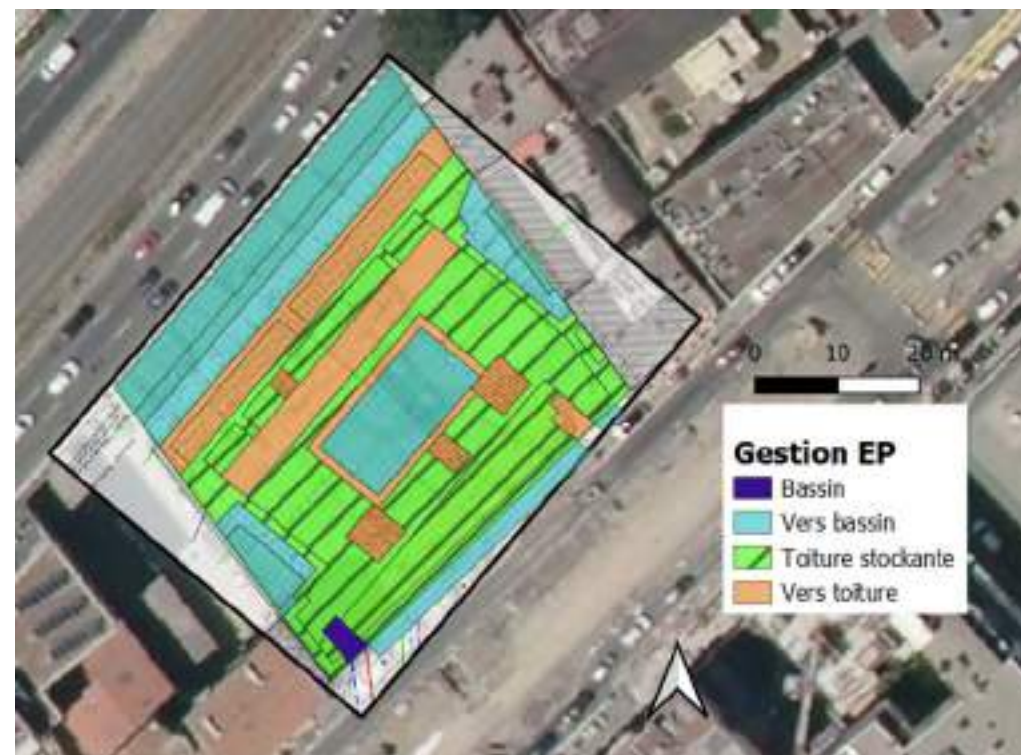 0 10 20 m
Gestion EP
Bassin
Vers bassin
Toiture stockante
Vers toiture